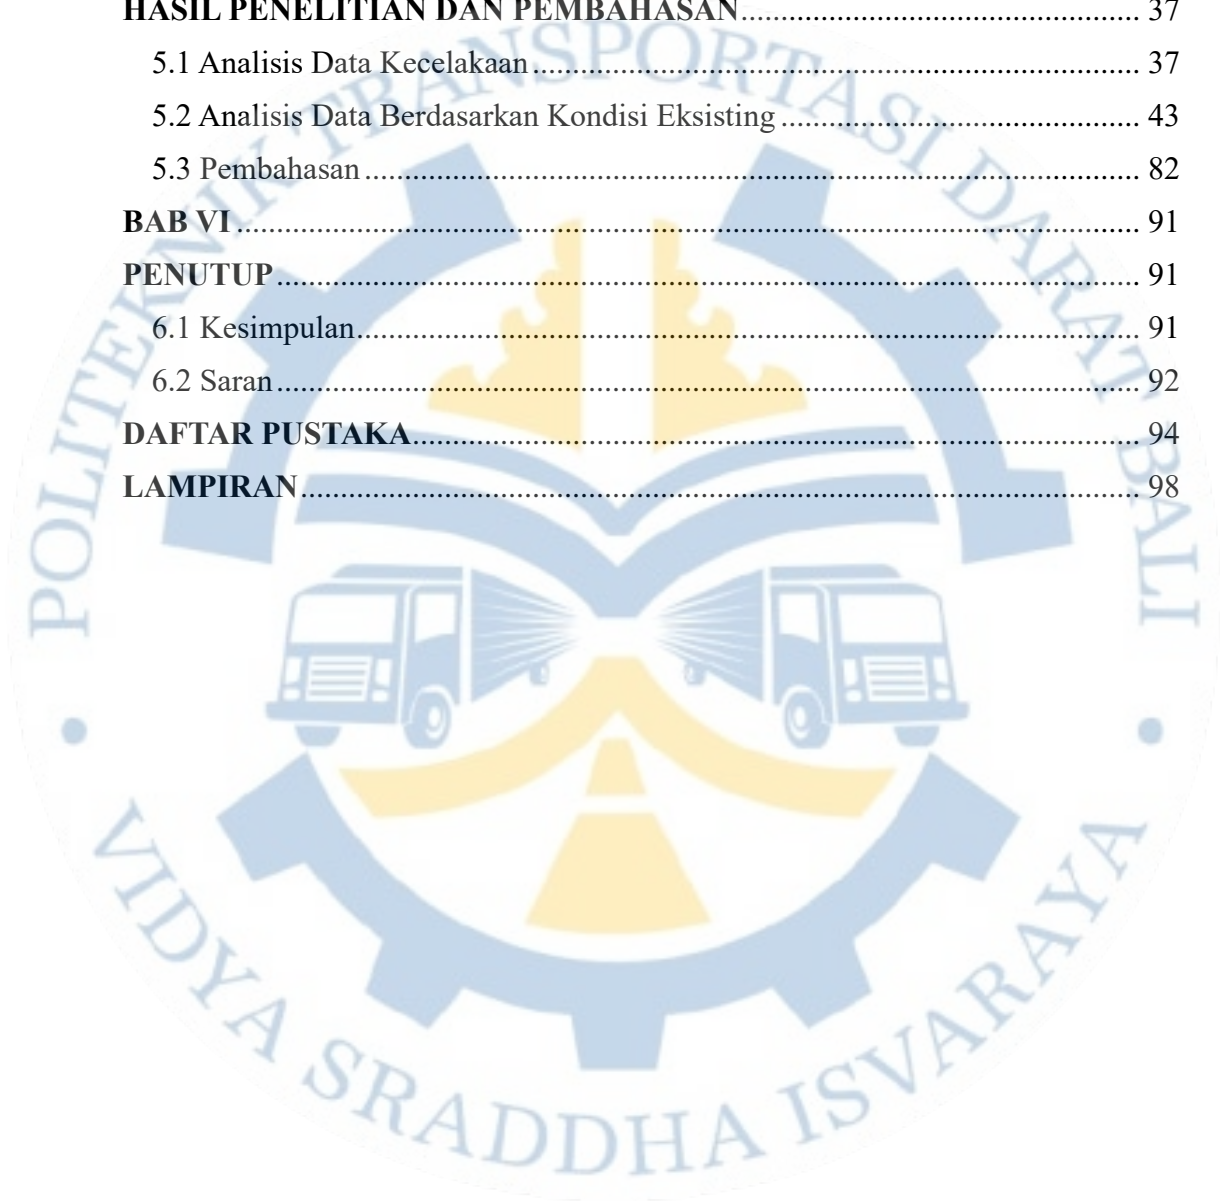 HASIL PENELITIAN DAN PEMBAHASAN........ 37
5.1 Analisis Data Kecelakaan........ 37
5.2 Analisis Data Berdasarkan Kondisi Eksisting........ 43
5.3 Pembahasan........ 82
BAB VI........ 91
PENUTUP........ 91
6.1 Kesimpulan........ 91
6.2 Saran........ 92
DAFTAR PUSTAKA........ 94
LAMPIRAN........ 98
POLITEKNIK TRANSPORTASI DARAT BALI
VIDYA SRADDHA ISVARAYA